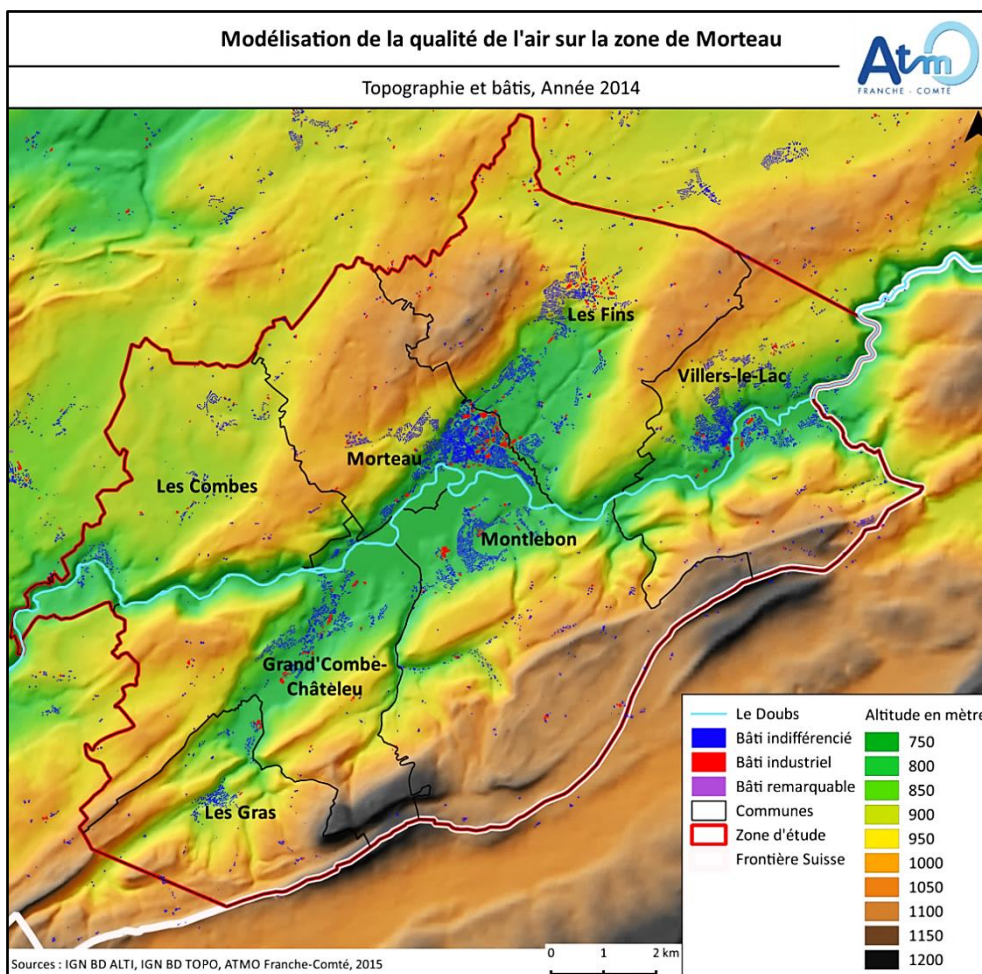 Modélisation de la qualité de l'air sur la zone de Morteau
Topographie et bâtis, Année 2014
Atmo
FRANCHE - COMTÉ
Les Fins
Villers-le-Lac
Morteau
Les Combes
Montlebon
Grand'Combe-
Châteleu
Les Gras
Le Doubs
Bâti indifférencié
Bâti industriel
Bâti remarquable
Communes
Zone d'étude
Frontière Suisse
Altitude en mètre
750
800
850
900
950
1000
1050
1100
1150
1200
0 1 2 km
Sources : IGN BD ALTI, IGN BD TOPO, ATMO Franche-Comté, 2015